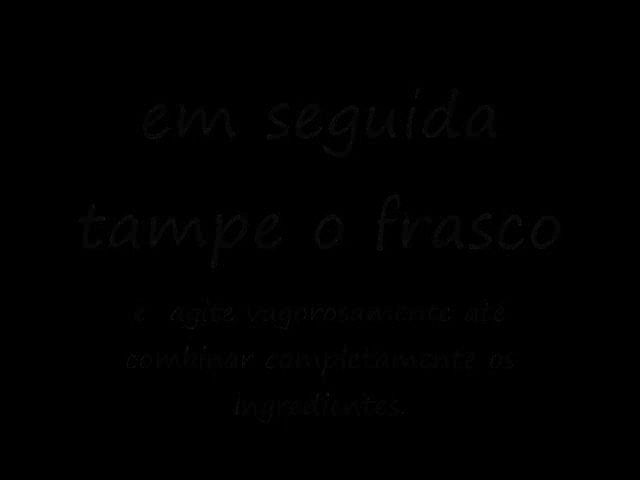 em seguida
tampe o frasco
e agite vagorosamente até
combinar completamente os
ingredientes.